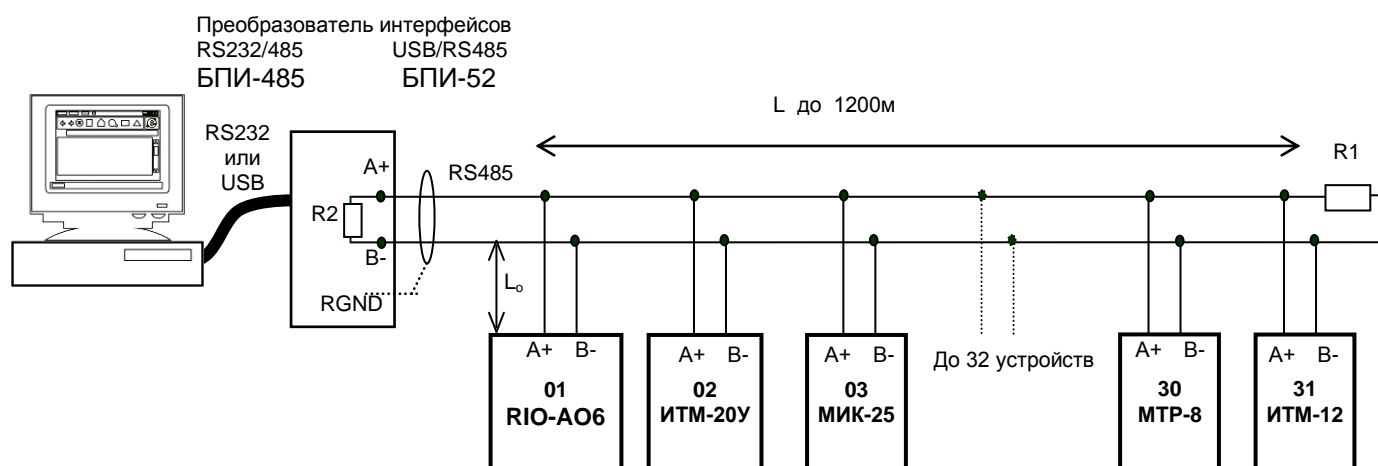 Преобразователь интерфейсов
RS232/485 USB/RS485
БПИ-485 БПИ-52
L до 1200м
RS232
или
USB
A+
RS485
R1
R2
B-
RGND
Lo
До 32 устройств
A+ B-
01
RIO-AO6
A+ B-
02
ИТМ-20У
A+ B-
03
МИК-25
A+ B-
30
МТР-8
A+ B-
31
ИТМ-12